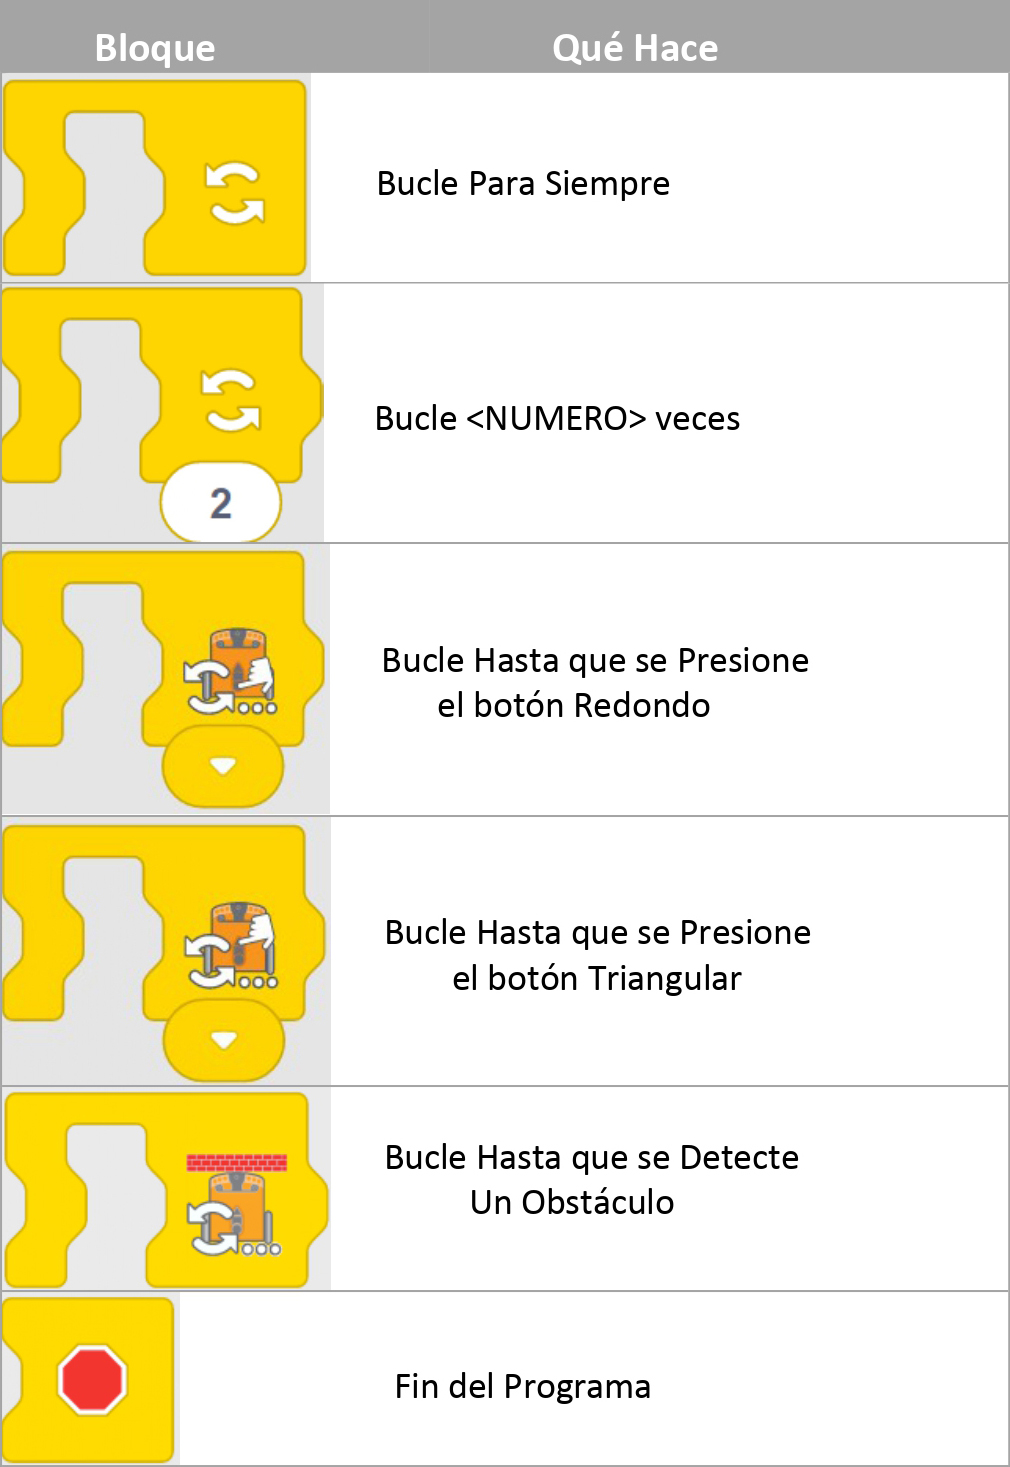 Bloque Qué Hace
Bucle Para Siempre
Bucle <NUMERO> veces
2
Bucle Hasta que se Presione
el botón Redondo
Bucle Hasta que se Presione
el botón Triangular
Bucle Hasta que se Detecte
Un Obstáculo
Fin del Programa